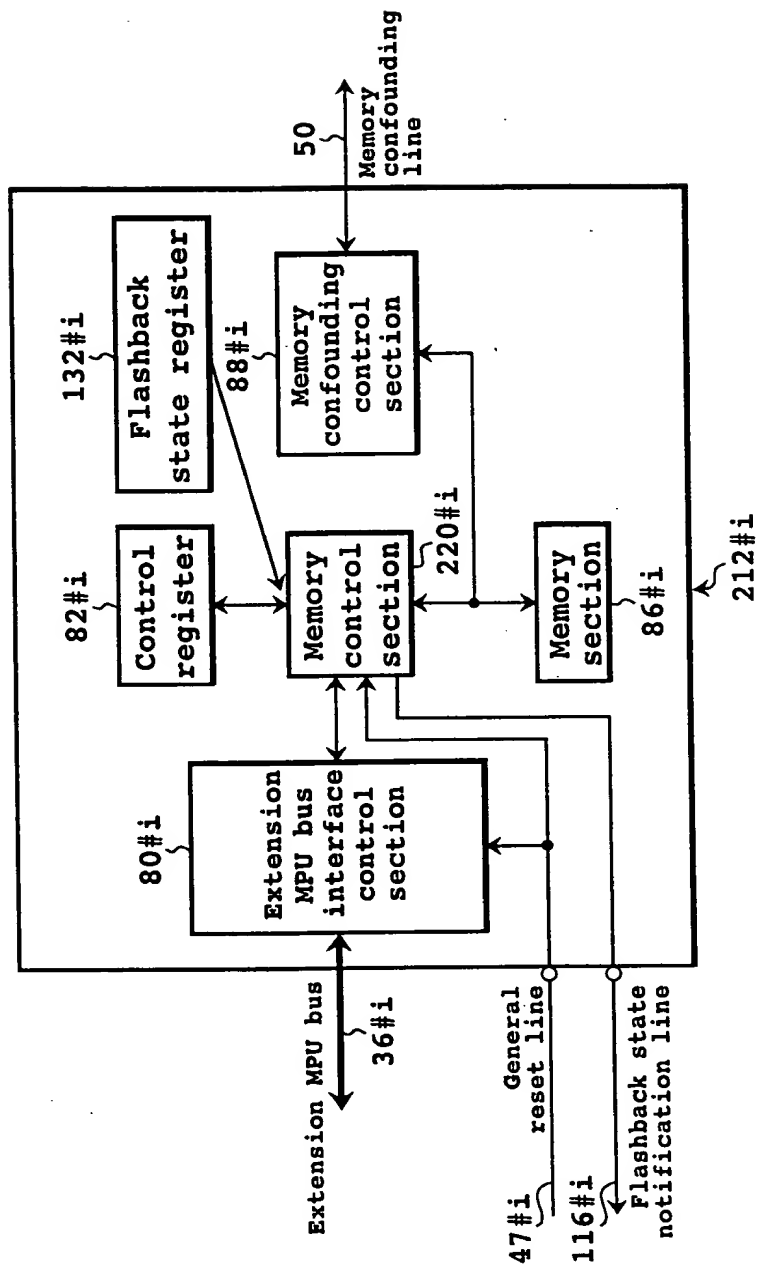 132#i
Flashback
state register
82#i
Control
register
88#i
Memory
confounding
control
section
50
Memory
confounding
line
80#i
Extension
MPU bus
interface
control
section
Memory
control
section
220#i
Extension MPU bus
36#i
Memory
section
86#i
47#i
General
reset line
116#i
Flashback state
notification line
212#i